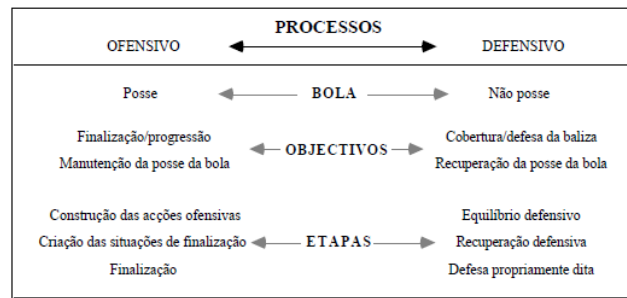 PROCESSOS
OFENSIVO DEFENSIVO
Posse BOLA Não posse
Finalização/progressão Cobertura/defesa da baliza
OBJECTIVOS
Manutenção da posse da bola Recuperação da posse da bola
Construção das acções ofensivas Equilíbrio defensivo
Criação das situações de finalização ETAPAS Recuperação defensiva
Finalização Defesa propriamente dita